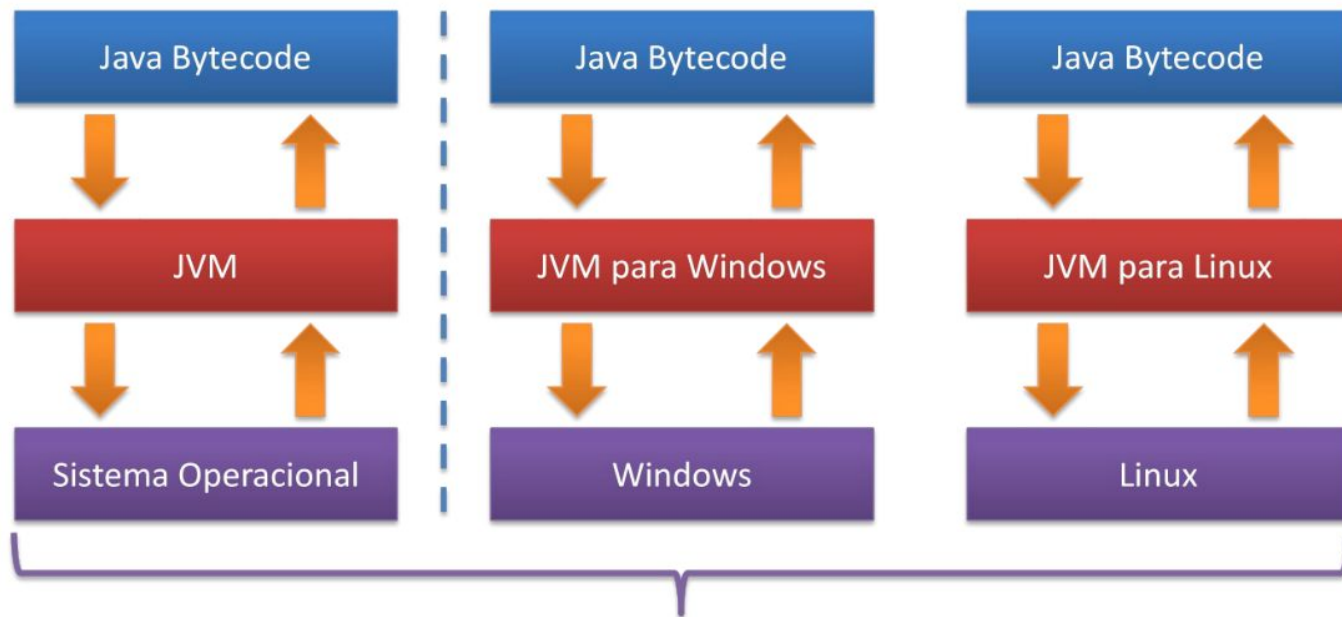 Java Bytecode
Java Bytecode
Java Bytecode
JVM
JVM para Windows
JVM para Linux
Sistema Operacional
Windows
Linux